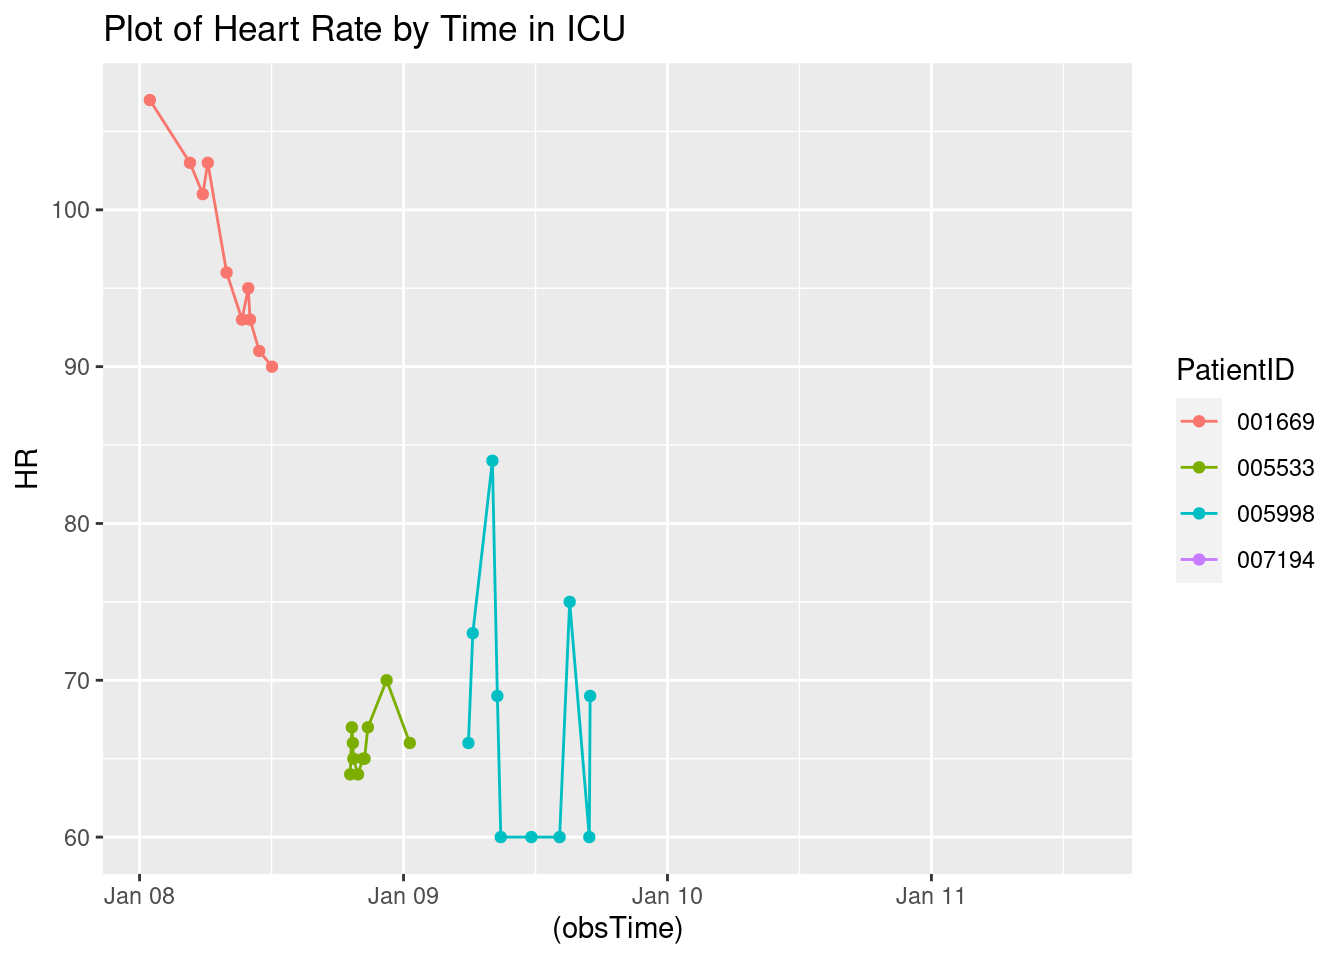 Plot of Heart Rate by Time in ICU
HR
100
90
80
70
60
Jan 08
Jan 09
Jan 10
Jan 11
(obsTime)
PatientID
001669
005533
005998
007194